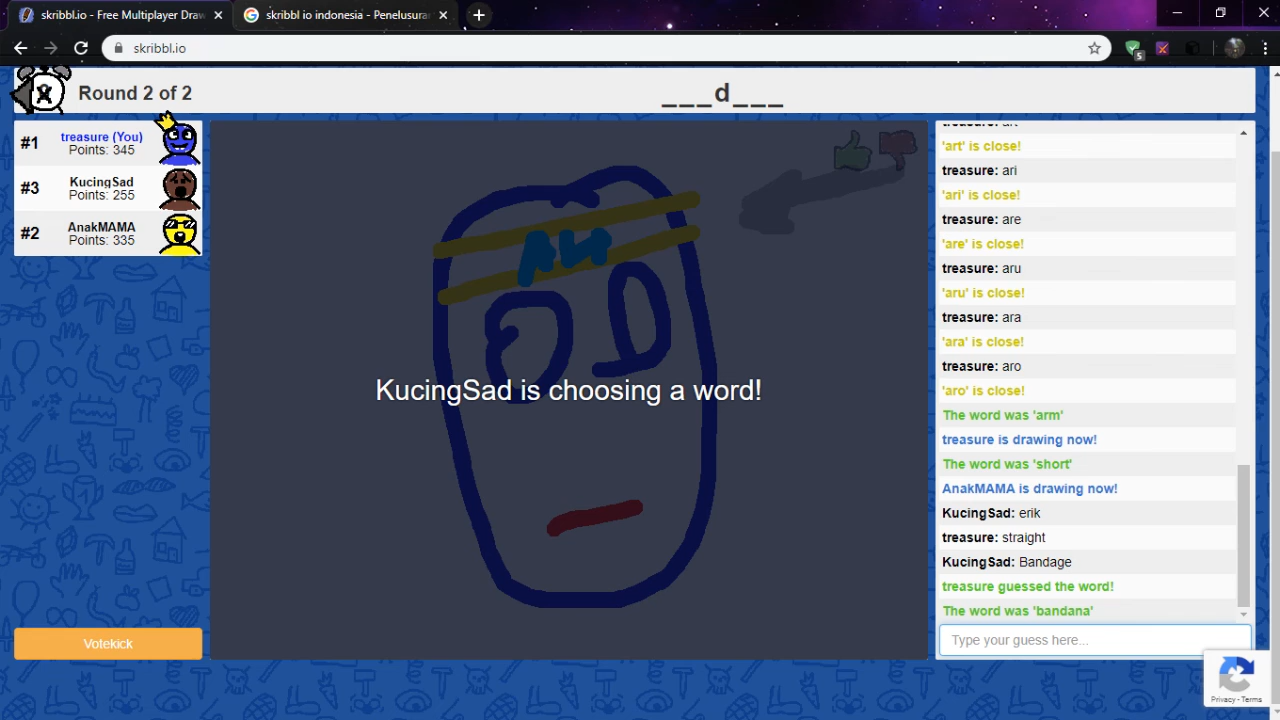 skribbl.io - Free Multiplayer Draw
skribbl io indonesia - Penelusuran
skribbl.io
5
Round 2 of 2
___d___
#1
treasure (You)
Points: 345
#3
KucingSad
Points: 255
#2
AnakMAMA
Points: 335
KucingSad is choosing a word!
'art' is close!
treasure: ari
'ari' is close!
treasure: are
'are' is close!
treasure: aru
'aru' is close!
treasure: ara
'ara' is close!
treasure: aro
'aro' is close!
The word was 'arm'
treasure is drawing now!
The word was 'short'
AnakMAMA is drawing now!
KucingSad: erik
treasure: straight
KucingSad: Bandage
treasure guessed the word!
The word was 'bandana'
Type your guess here...
Votekick
Privacy - Terms